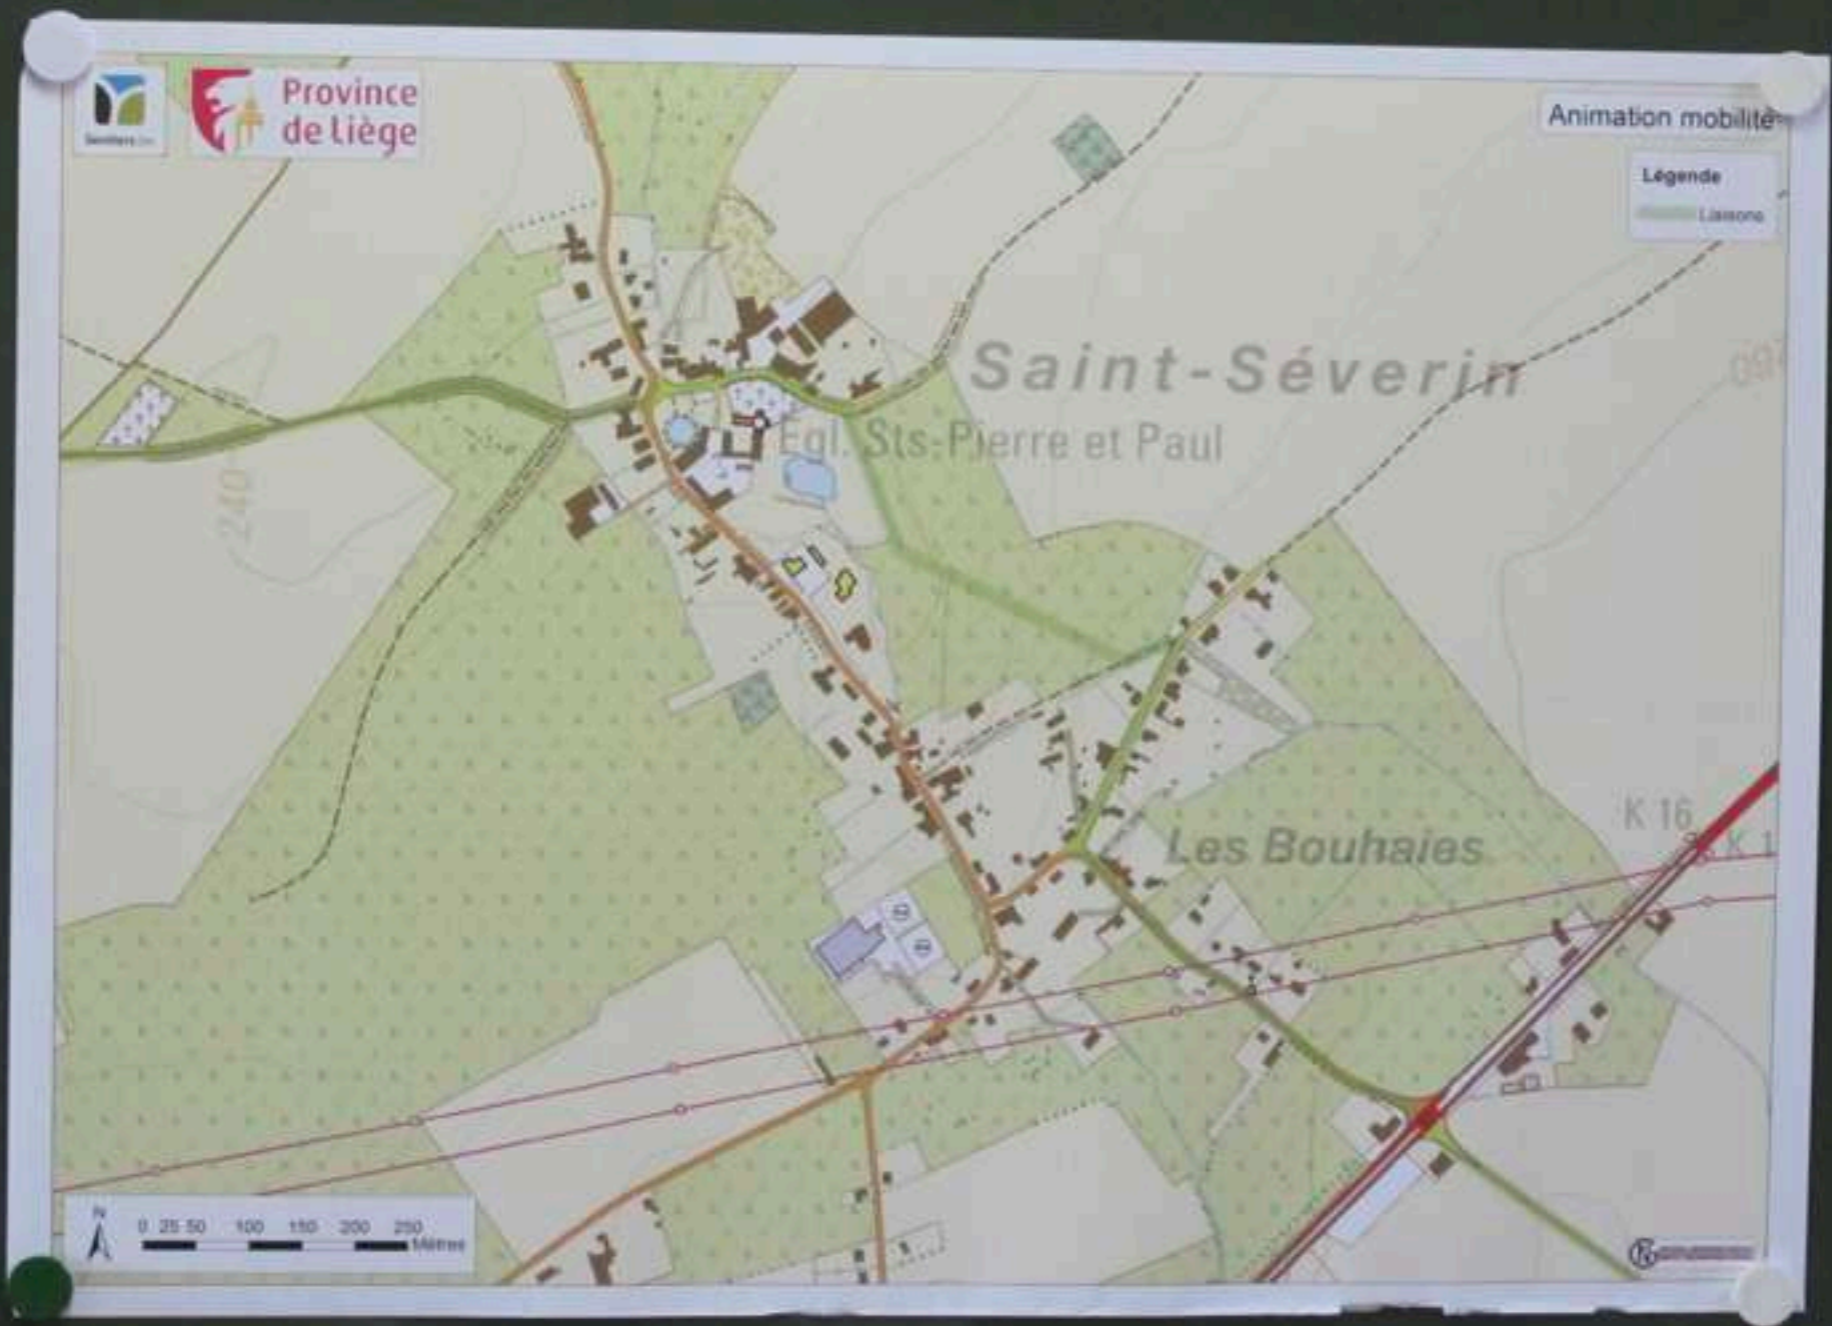 Province
de Liège
Animation mobilité
Légende
Liaisons
Saint-Séverin
Egl. Sts-Pierre et Paul
240
Les Bouhaies
K 16
K 1
N
0 25 50 100 150 200 250
Mètres